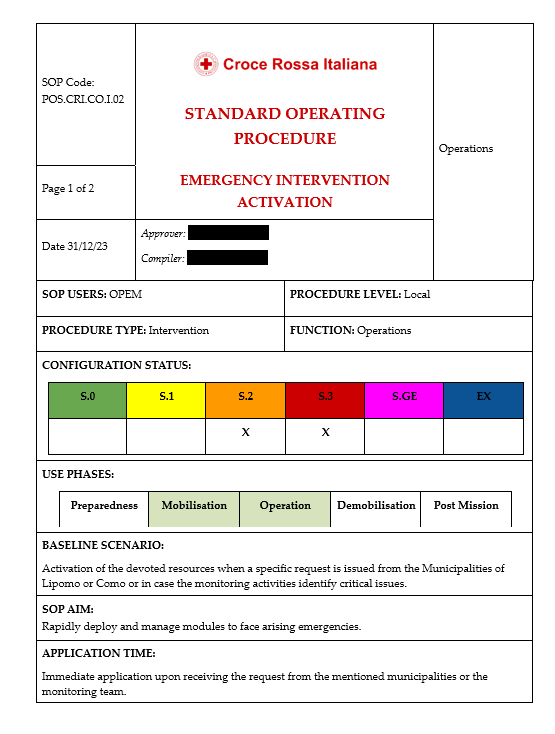 SOP Code:
POS.CRI.CO.I.02
Croce Rossa Italiana
STANDARD OPERATING
PROCEDURE
EMERGENCY INTERVENTION
ACTIVATION
Operations
Page 1 of 2
Date 31/12/23
Approver:
Compiler:
SOP USERS: OPEM
PROCEDURE LEVEL: Local
PROCEDURE TYPE: Intervention
FUNCTION: Operations
CONFIGURATION STATUS:
S.0 S.1 S.2 S.3 S.GE EX
X X
USE PHASES:
Preparedness Mobilisation Operation Demobilisation Post Mission
BASELINE SCENARIO:
Activation of the devoted resources when a specific request is issued from the Municipalities of
Lipomo or Como or in case the monitoring activities identify critical issues.
SOP AIM:
Rapidly deploy and manage modules to face arising emergencies.
APPLICATION TIME:
Immediate application upon receiving the request from the mentioned municipalities or the
monitoring team.